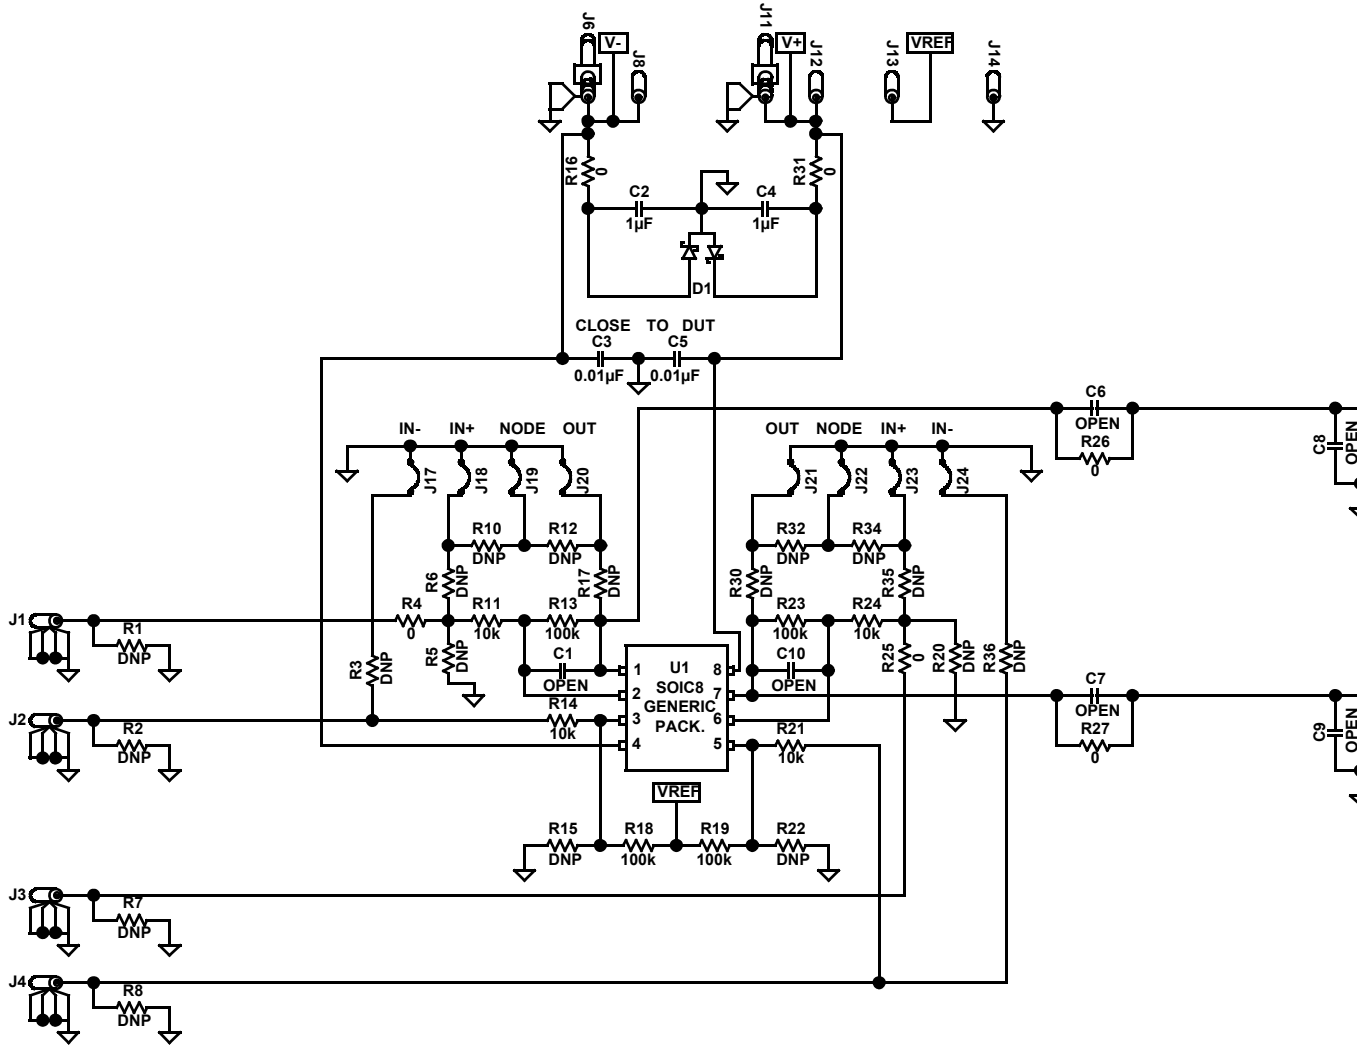 J6
V-
J8
J11
V+
J12
J13
VREF
J14
R16
0
R31
0
C2
1µF
C4
1µF
D1
CLOSE TO DUT
C3
0.01µF
C5
0.01µF
C6
OPEN
R26
0
C8
OPEN
IN- IN+ NODE OUT
J17
J18
J19
J20
OUT NODE IN+ IN-
J21
J22
J23
J24
R10
DNP
R12
DNP
R32
DNP
R34
DNP
R6
DNP
R17
DNP
R30
DNP
R35
DNP
J1
R1
DNP
R4
0
R11
10k
R13
100k
R23
100k
R24
10k
R3
DNP
R5
DNP
C1
OPEN
C10
OPEN
R25
0
R20
DNP
R36
DNP
U1
SOIC8
GENERIC
PACK.
1
2
3
4
8
7
6
5
C7
OPEN
R27
0
C9
OPEN
J2
R2
DNP
R14
10k
R21
10k
VREF
R15
DNP
R18
100k
R19
100k
R22
DNP
J3
R7
DNP
J4
R8
DNP